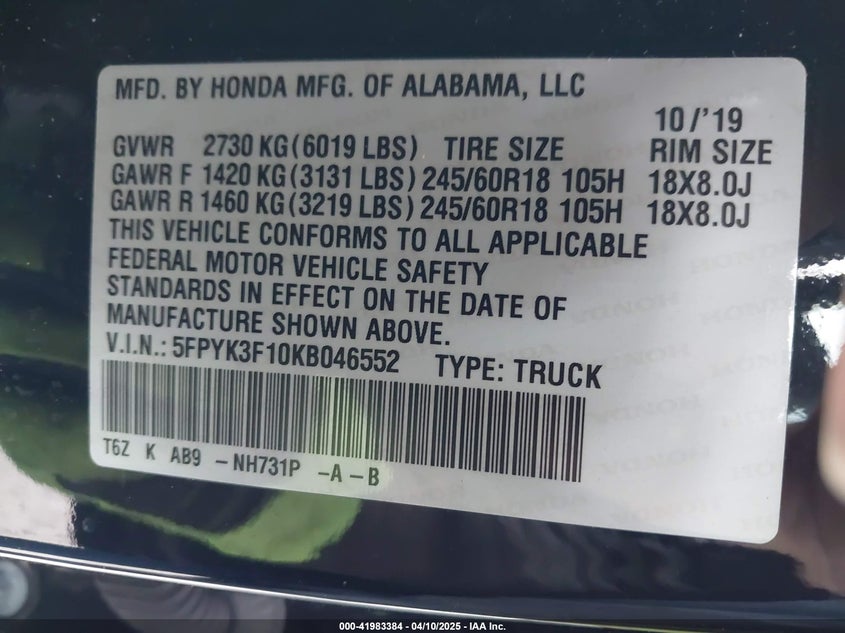 MFD. BY HONDA MFG. OF ALABAMA, LLC
10/'19
GVWR 2730 KG (6019 LBS) TIRE SIZE RIM SIZE
GAWR F 1420 KG (3131 LBS) 245/60R18 105H 18X8.0J
GAWR R 1460 KG (3219 LBS) 245/60R18 105H 18X8.0J
THIS VEHICLE CONFORMS TO ALL APPLICABLE
FEDERAL MOTOR VEHICLE SAFETY
STANDARDS IN EFFECT ON THE DATE OF
MANUFACTURE SHOWN ABOVE.
V.I.N.: 5FPYK3F10KB046552 TYPE: TRUCK
T6Z K AB9 -NH731P -A-B
000-41983384 - 04/10/2025 - IAA Inc.